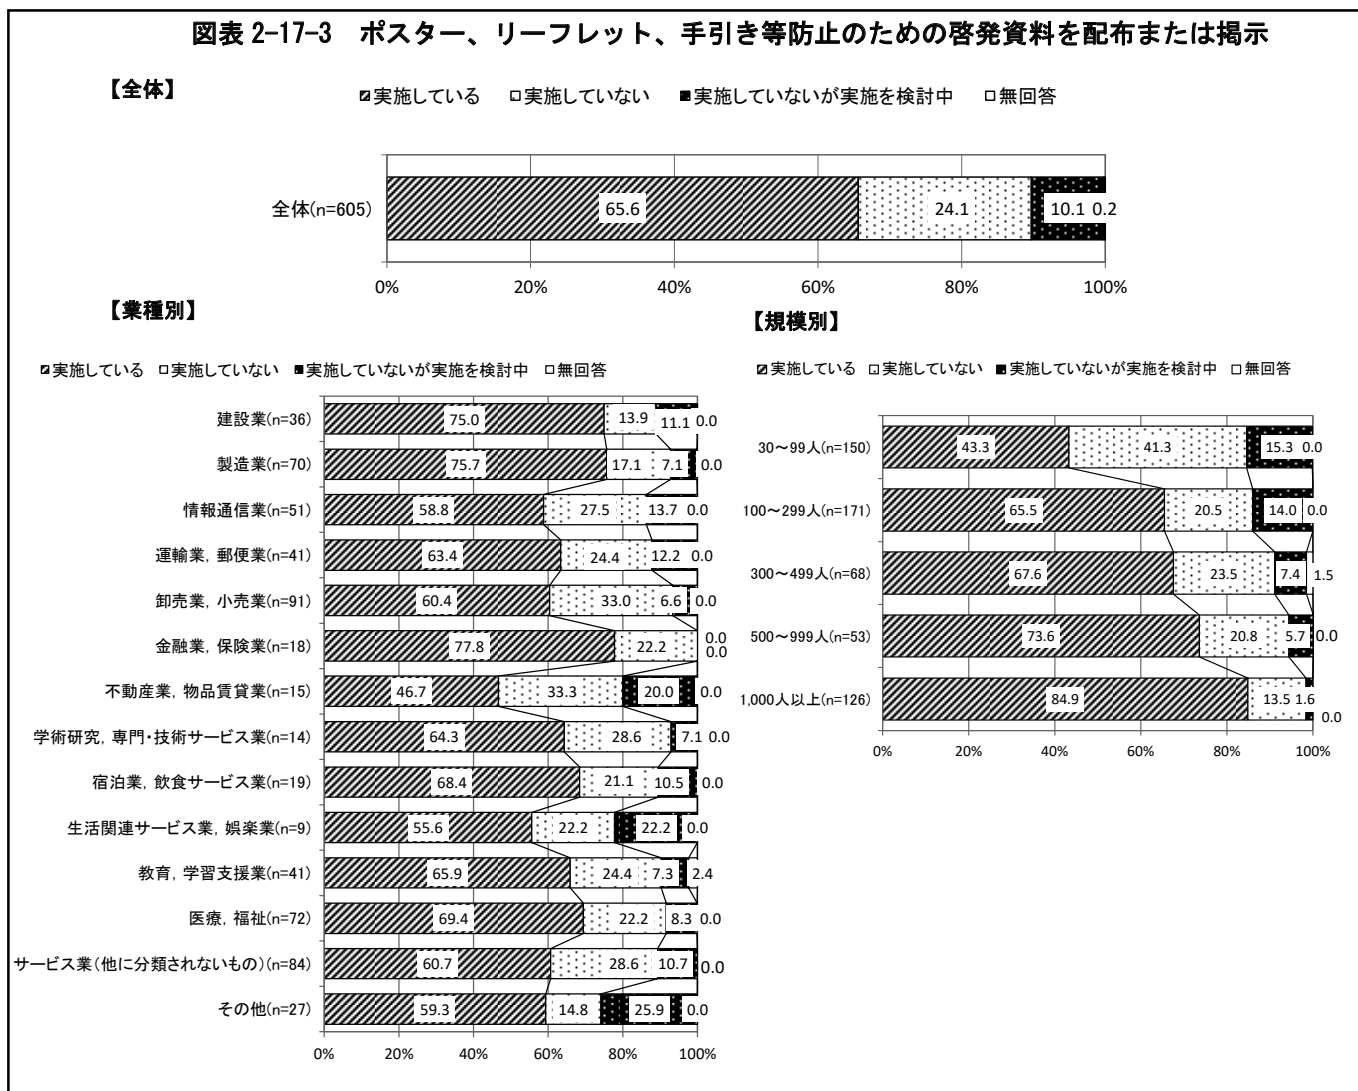 図表 2-17-3　ポスター、リーフレット、手引き等防止のための啓発資料を配布または掲示
【全体】
実施している 実施していない 実施していないが実施を検討中 無回答
全体(n=605) 65.6 24.1 10.1 0.2
0% 20% 40% 60% 80% 100%
【業種別】
実施している 実施していない 実施していないが実施を検討中 無回答
建設業(n=36) 75.0 13.9 11.1 0.0
製造業(n=70) 75.7 17.1 7.1 0.0
情報通信業(n=51) 58.8 27.5 13.7 0.0
運輸業，郵便業(n=41) 63.4 24.4 12.2 0.0
卸売業，小売業(n=91) 60.4 33.0 6.6 0.0
金融業，保険業(n=18) 77.8 22.2 0.0 0.0
不動産業，物品賃貸業(n=15) 46.7 33.3 20.0 0.0
学術研究，専門・技術サービス業(n=14) 64.3 28.6 7.1 0.0
宿泊業，飲食サービス業(n=19) 68.4 21.1 10.5 0.0
生活関連サービス業，娯楽業(n=9) 55.6 22.2 22.2 0.0
教育，学習支援業(n=41) 65.9 24.4 7.3 2.4
医療，福祉(n=72) 69.4 22.2 8.3 0.0
サービス業（他に分類されないもの）(n=84) 60.7 28.6 10.7 0.0
その他(n=27) 59.3 14.8 25.9 0.0
0% 20% 40% 60% 80% 100%
【規模別】
実施している 実施していない 実施していないが実施を検討中 無回答
30～99人(n=150) 43.3 41.3 15.3 0.0
100～299人(n=171) 65.5 20.5 14.0 0.0
300～499人(n=68) 67.6 23.5 7.4 1.5
500～999人(n=53) 73.6 20.8 5.7 0.0
1,000人以上(n=126) 84.9 13.5 1.6 0.0
0% 20% 40% 60% 80% 100%